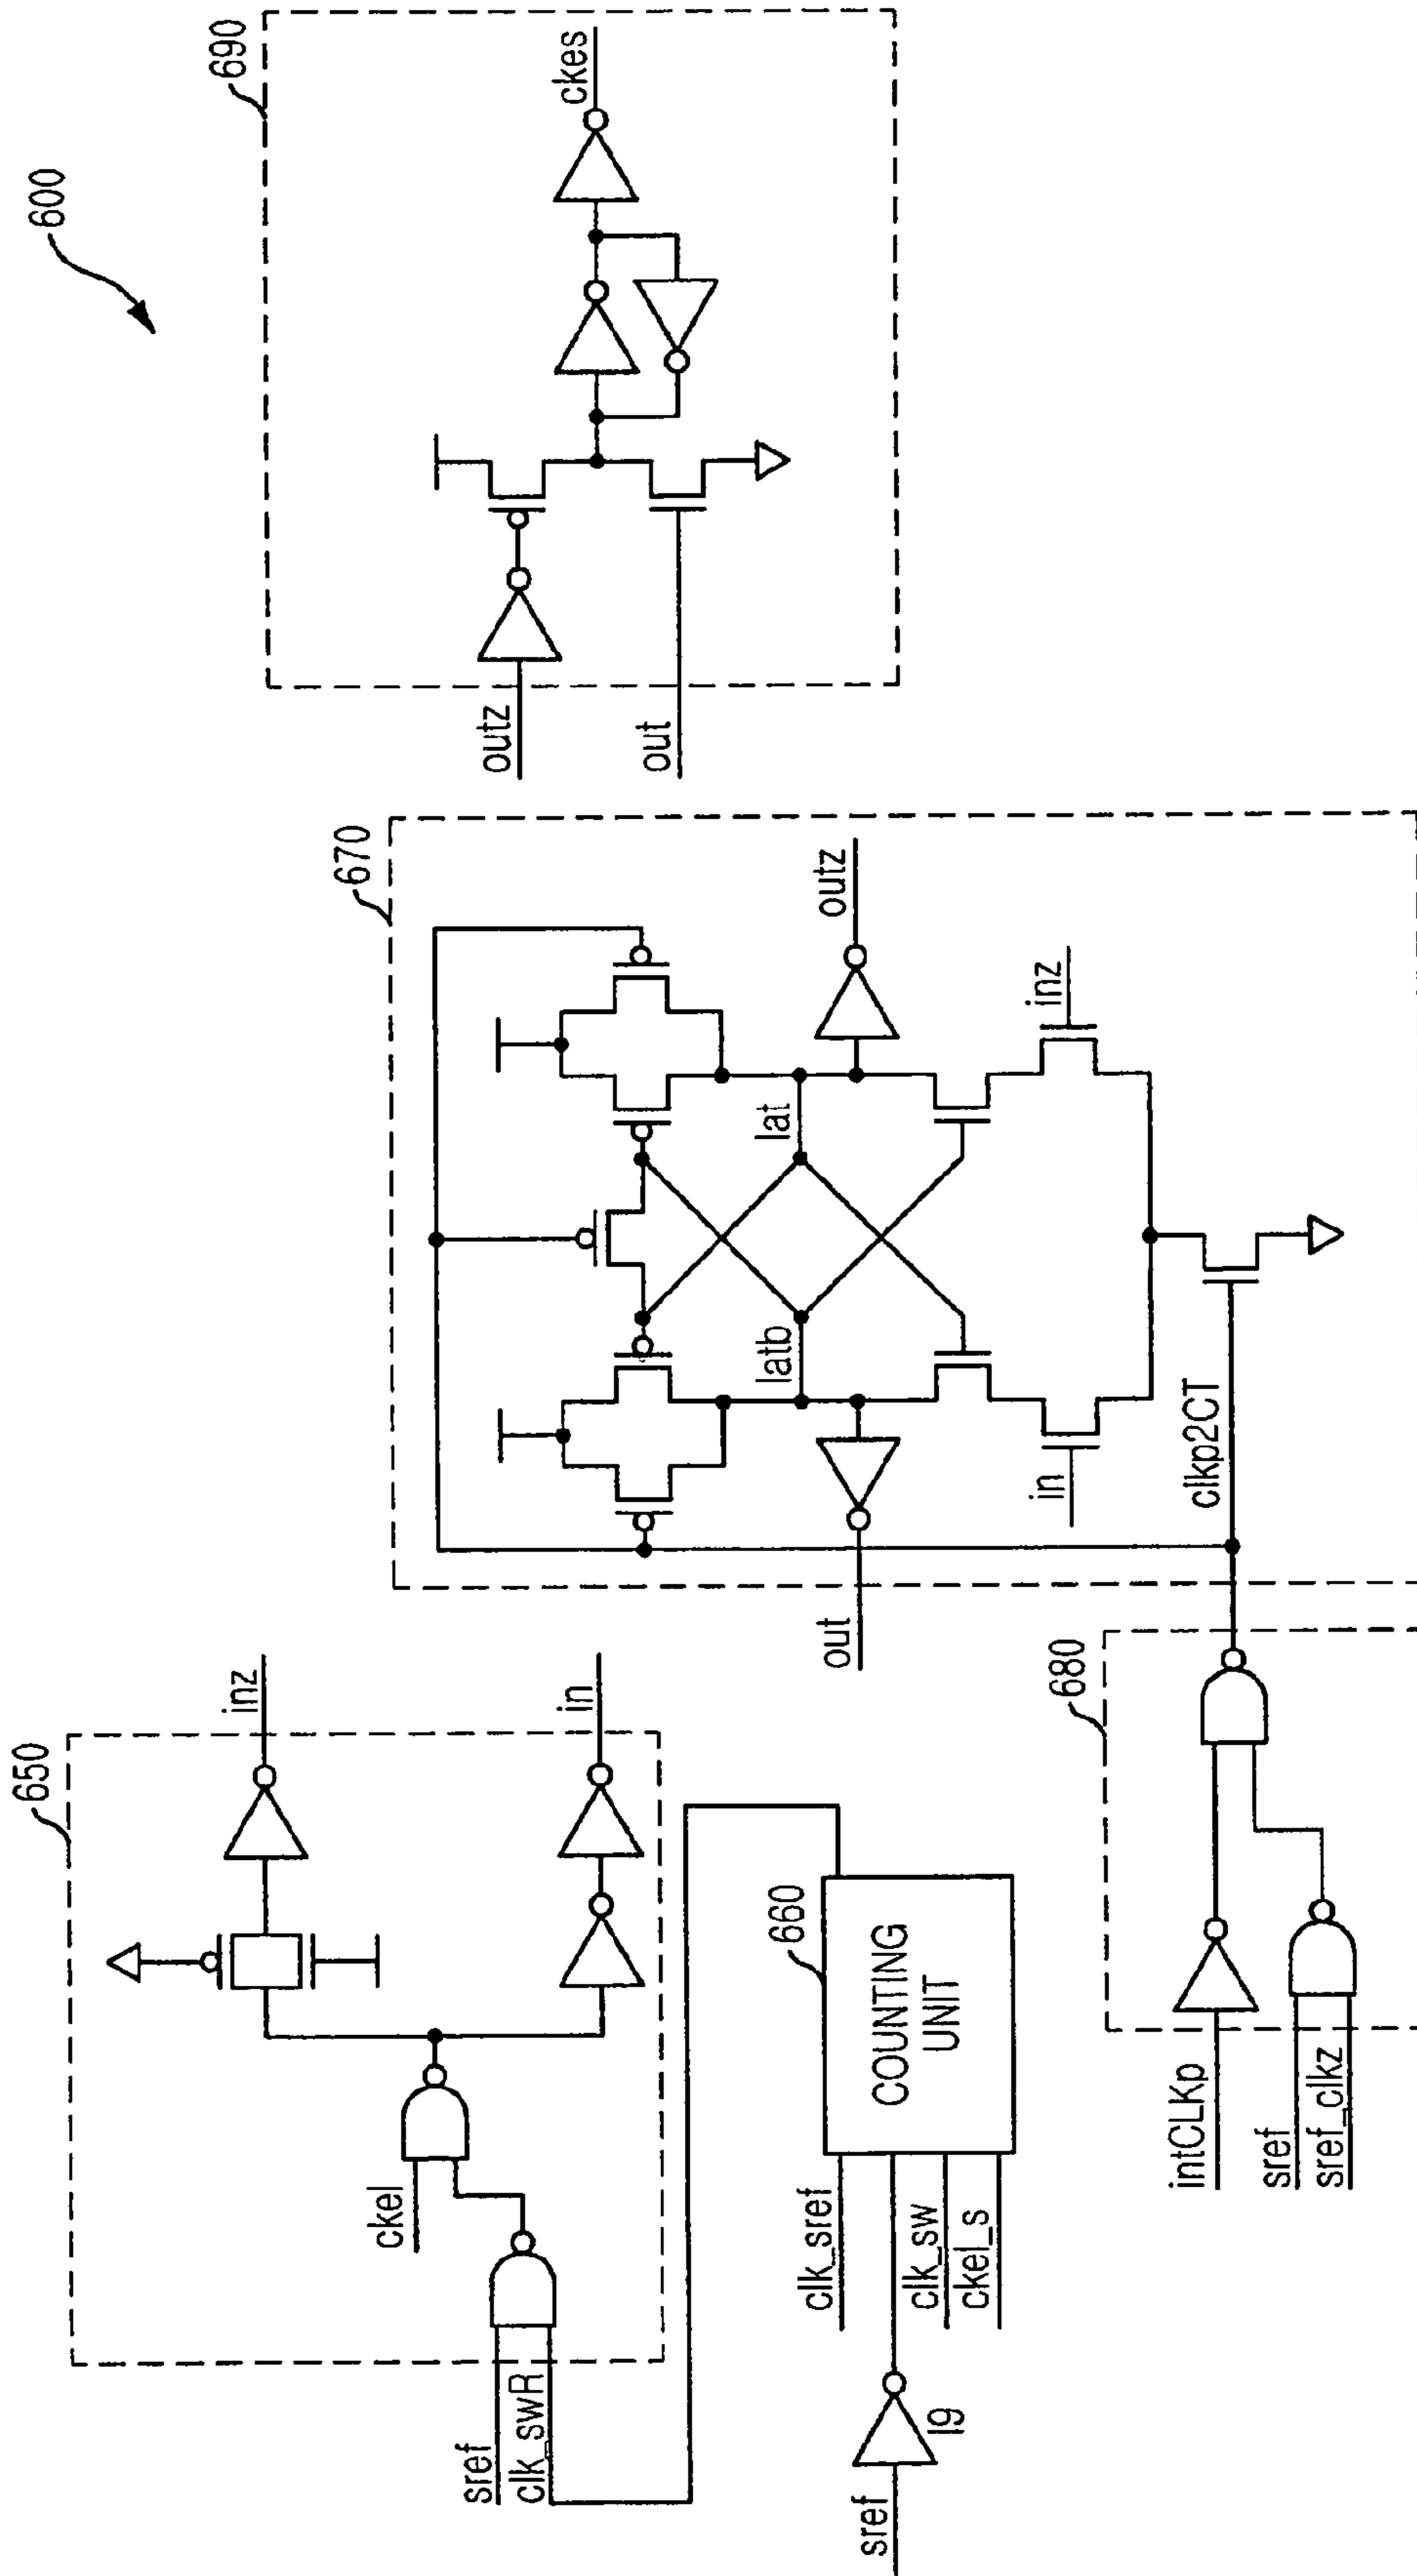 600
650
sref
clk_swR
ckel
inz
in
660
COUNTING
UNIT
clk_sref
sref
I9
clk_sw
ckel_s
670
latb
lat
out
outz
in
inz
clkp2CT
680
intCLKp
sref
sref_clkz
690
outz
out
ckes